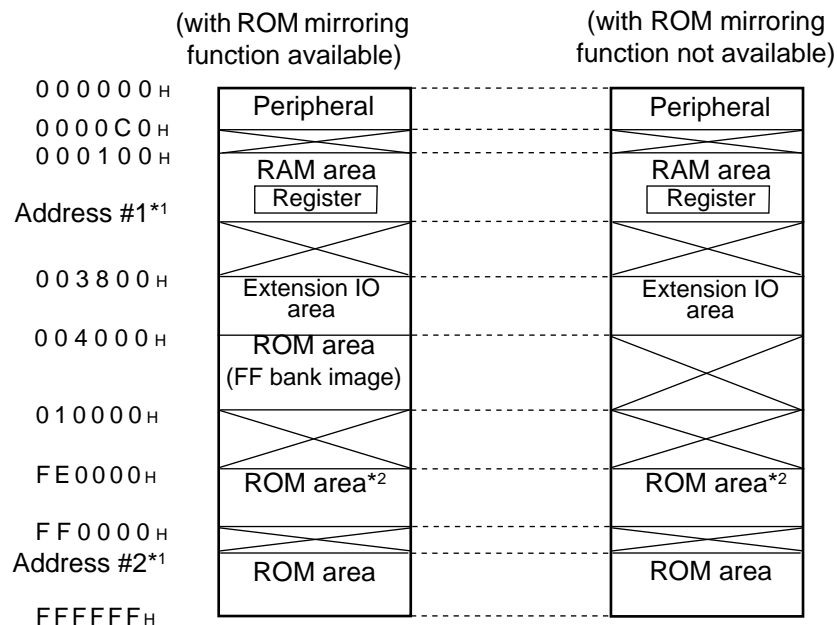 (with ROM mirroring
function available)
(with ROM mirroring
function not available)
000000H
0000C0H
000100H
Address #1*1
003800H
004000H
010000H
FE0000H
FF0000H
Address #2*1
FFFFFFH
Peripheral
RAM area
Register
Extension IO
area
ROM area
(FF bank image)
ROM area*2
ROM area
Peripheral
RAM area
Register
Extension IO
area
ROM area*2
ROM area